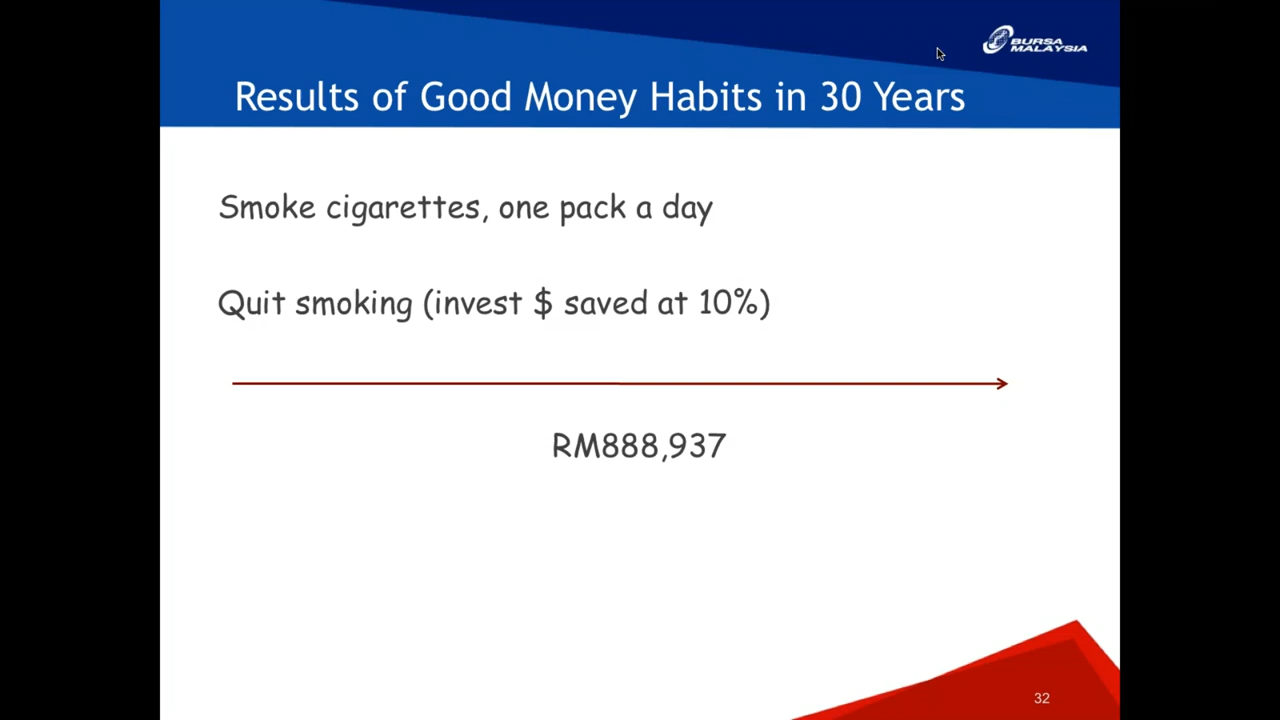 BURSA
MALAYSIA
Results of Good Money Habits in 30 Years
Smoke cigarettes, one pack a day
Quit smoking (invest $ saved at 10%)
RM888,937
32